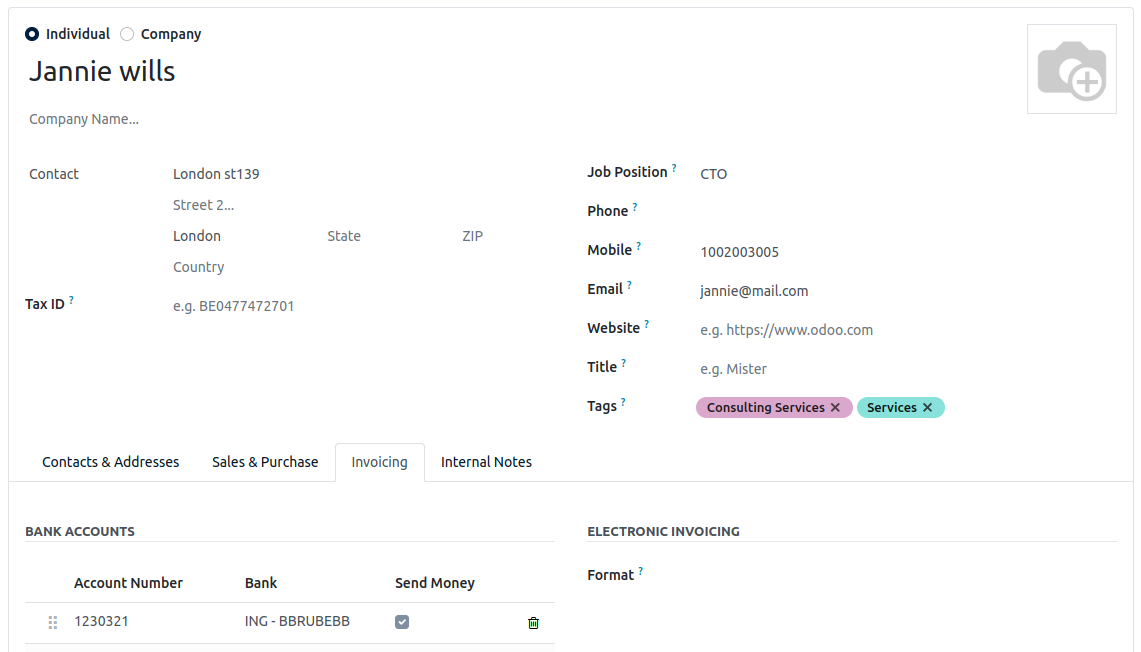 Individual Company
Jannie wills
Company Name...
Contact London st139
Street 2...
London State ZIP
Country
Tax ID ? e.g. BE0477472701
Job Position ? CTO
Phone ?
Mobile ? 1002003005
Email ? jannie@mail.com
Website ? e.g. https://www.odoo.com
Title ? e.g. Mister
Tags ? Consulting Services ✕ Services ✕
Contacts & Addresses Sales & Purchase Invoicing Internal Notes
BANK ACCOUNTS
Account Number Bank Send Money
1230321 ING - BBRUBEBB
ELECTRONIC INVOICING
Format ?